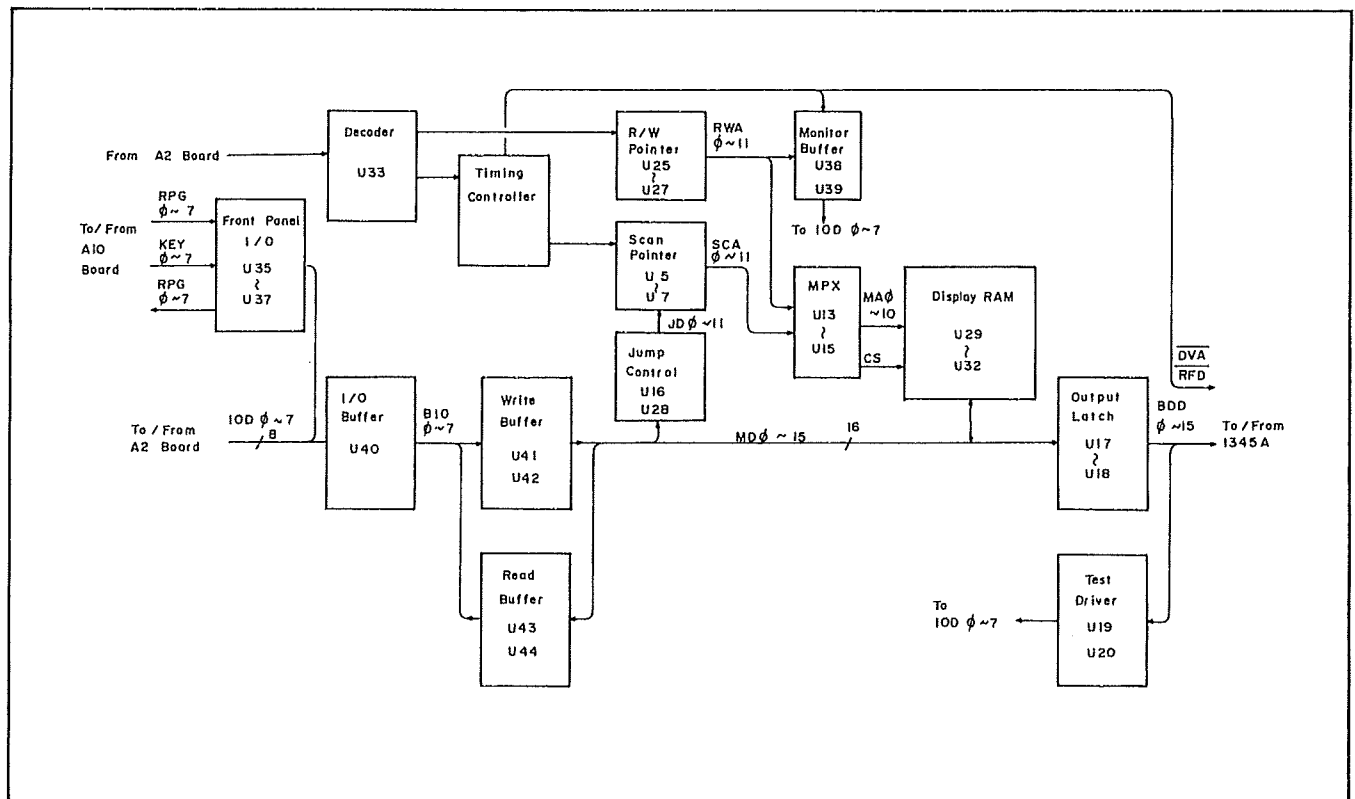 Decoder
U33
From A2 Board
Timing
Controller
R/W
Pointer
U25
~
U27
RWA
ϕ~11
Monitor
Buffer
U38
U39
To IOD ϕ~7
RPG
ϕ~7
To/From
A10
Board
KEY
ϕ~7
RPG
ϕ~7
Front Panel
I/O
U35
~
U37
Scan
Pointer
U5
~
U7
SCA
ϕ~11
JDϕ~11
MPX
U13
~
U15
MAϕ
~10
CS
Display RAM
U29
~
U32
DVA
RFD
Jump
Control
U16
U28
To/From
A2 Board
IOD ϕ~7
8
I/O
Buffer
U40
BIO
ϕ~7
Write
Buffer
U41
U42
MDϕ~15
16
Output
Latch
U17
~
U18
BDD
ϕ~15
To/From
1345A
Read
Buffer
U43
U44
To
IOD ϕ~7
Test
Driver
U19
U20